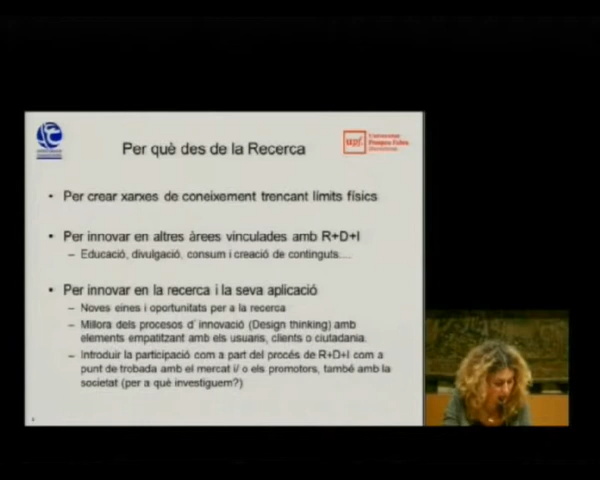 Per què des de la Recerca
upf.
Universitat
Pompeu Fabra
Barcelona
• Per crear xarxes de coneixement trencant límits físics
• Per innovar en altres àrees vinculades amb R+D+I
– Educació, divulgació, consum i creació de continguts....
• Per innovar en la recerca i la seva aplicació
– Noves eines i oportunitats per a la recerca
– Millora dels procesos d´ innovació (Design thinking) amb
elements empatitzant amb els usuaris, clients o ciutadania.
– Introduir la participació com a part del procés de R+D+I com a
punt de trobada amb el mercat i/ o els promotors, també amb la
societat (per a què investiguem?)